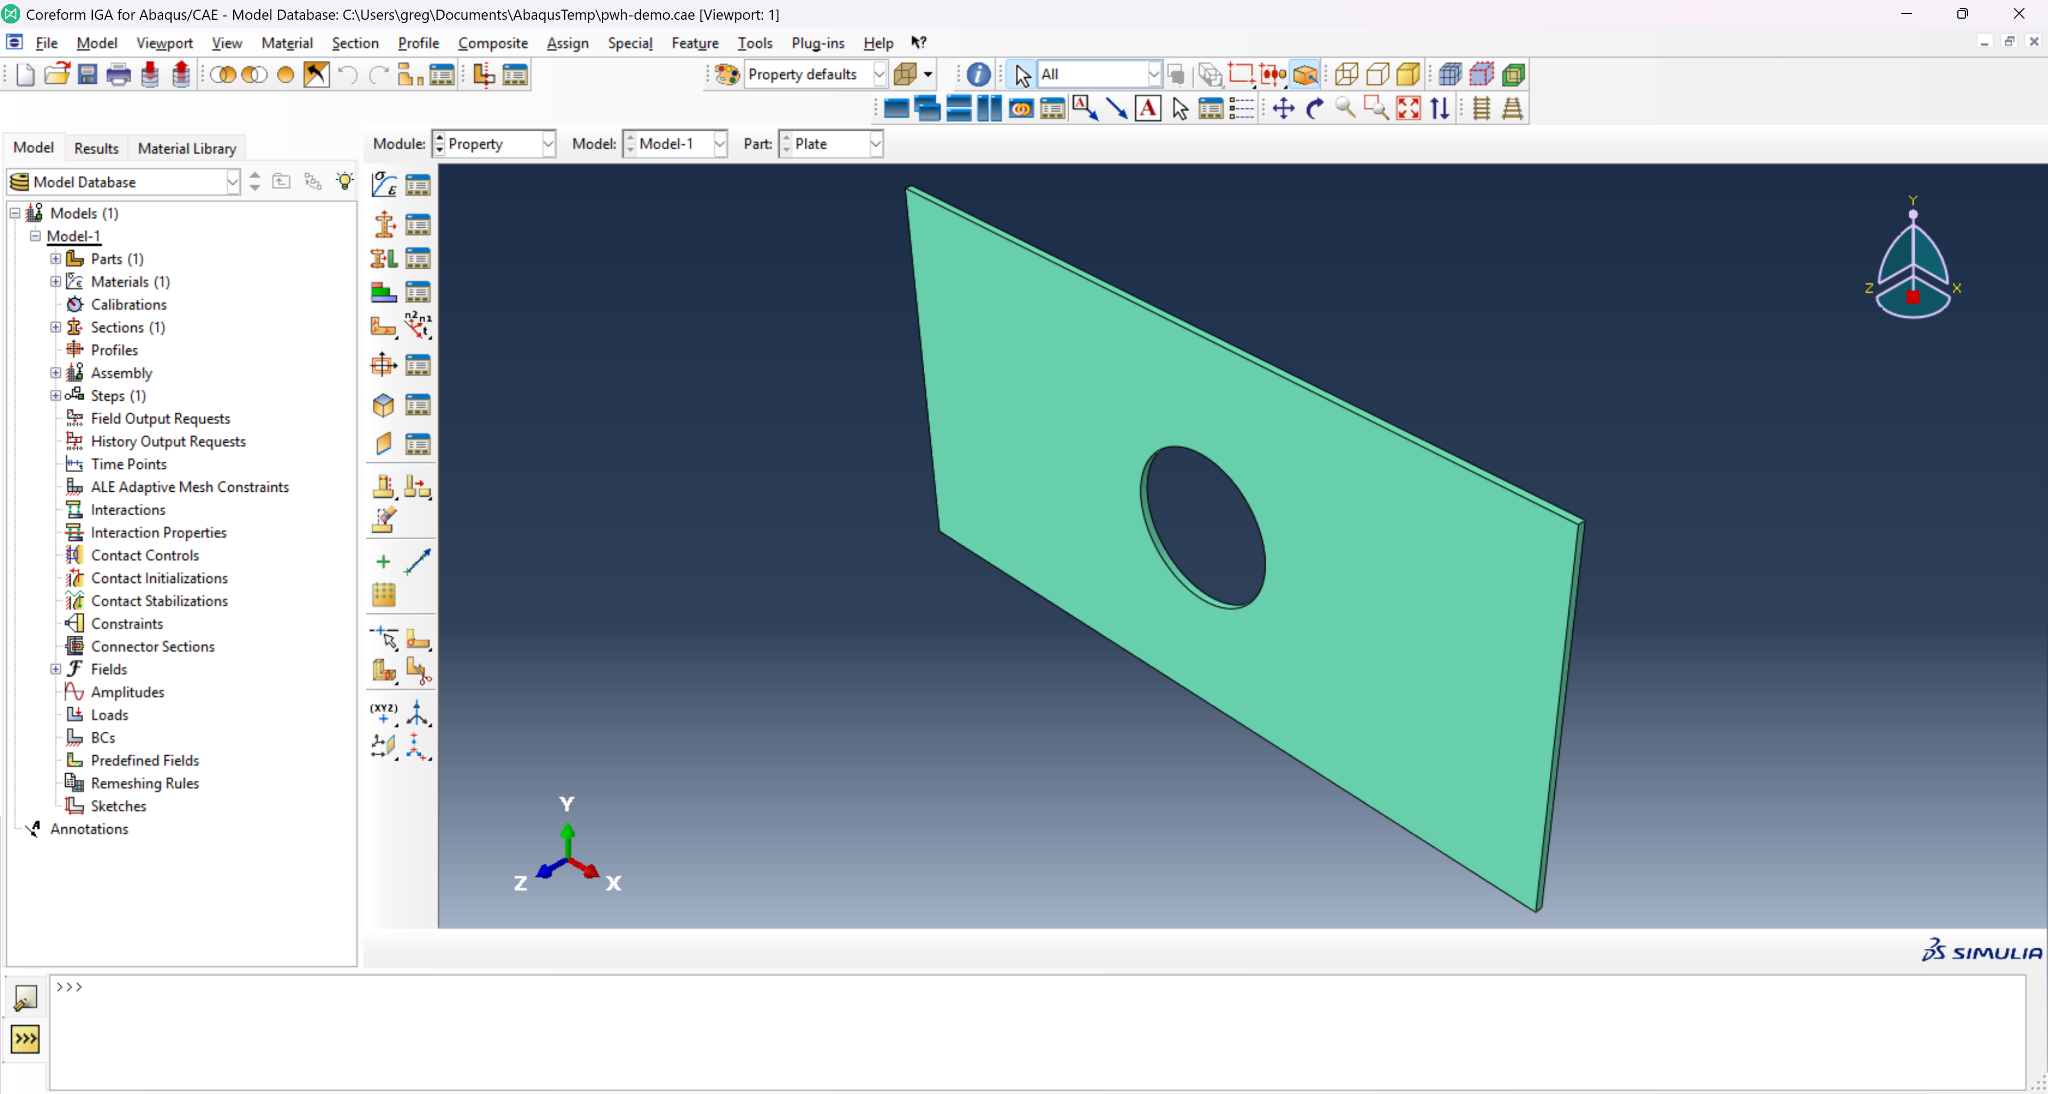 Coreform IGA for Abaqus/CAE - Model Database: C:\Users\greg\Documents\AbaqusTemp\pwh-demo.cae [Viewport: 1]
File Model Viewport View Material Section Profile Composite Assign Special Feature Tools Plug-ins Help
Property defaults
All
Model Results Material Library
Module: Property Model: Model-1 Part: Plate
Model Database
Models (1)
Model-1
Parts (1)
Materials (1)
Calibrations
Sections (1)
Profiles
Assembly
Steps (1)
Field Output Requests
History Output Requests
Time Points
ALE Adaptive Mesh Constraints
Interactions
Interaction Properties
Contact Controls
Contact Initializations
Contact Stabilizations
Constraints
Connector Sections
Fields
Amplitudes
Loads
BCs
Predefined Fields
Remeshing Rules
Sketches
Annotations
n2 n1
t
(XYZ)
Y
Z X
Y
Z X
SIMULIA
>>>
>>>